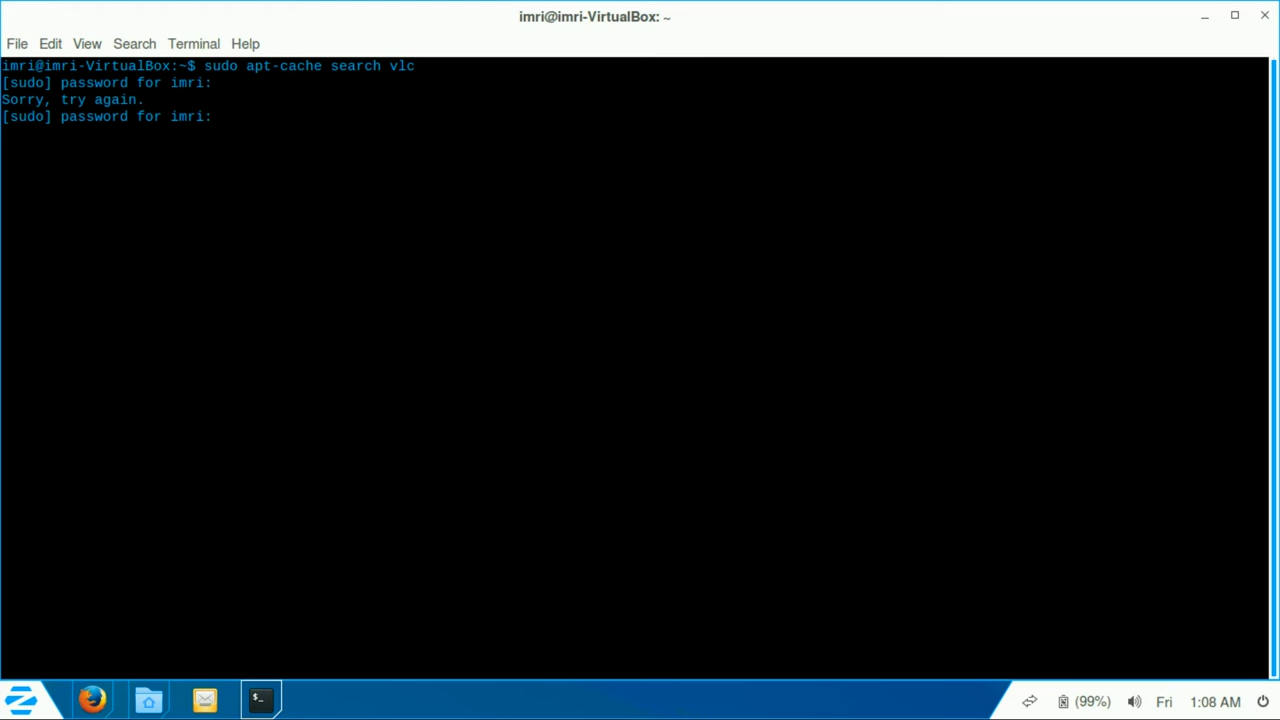 imri@imri-VirtualBox: ~
File Edit View Search Terminal Help
imri@imri-VirtualBox:~$ sudo apt-cache search vlc
[sudo] password for imri:
Sorry, try again.
[sudo] password for imri:
$_
(99%) Fri 1:08 AM